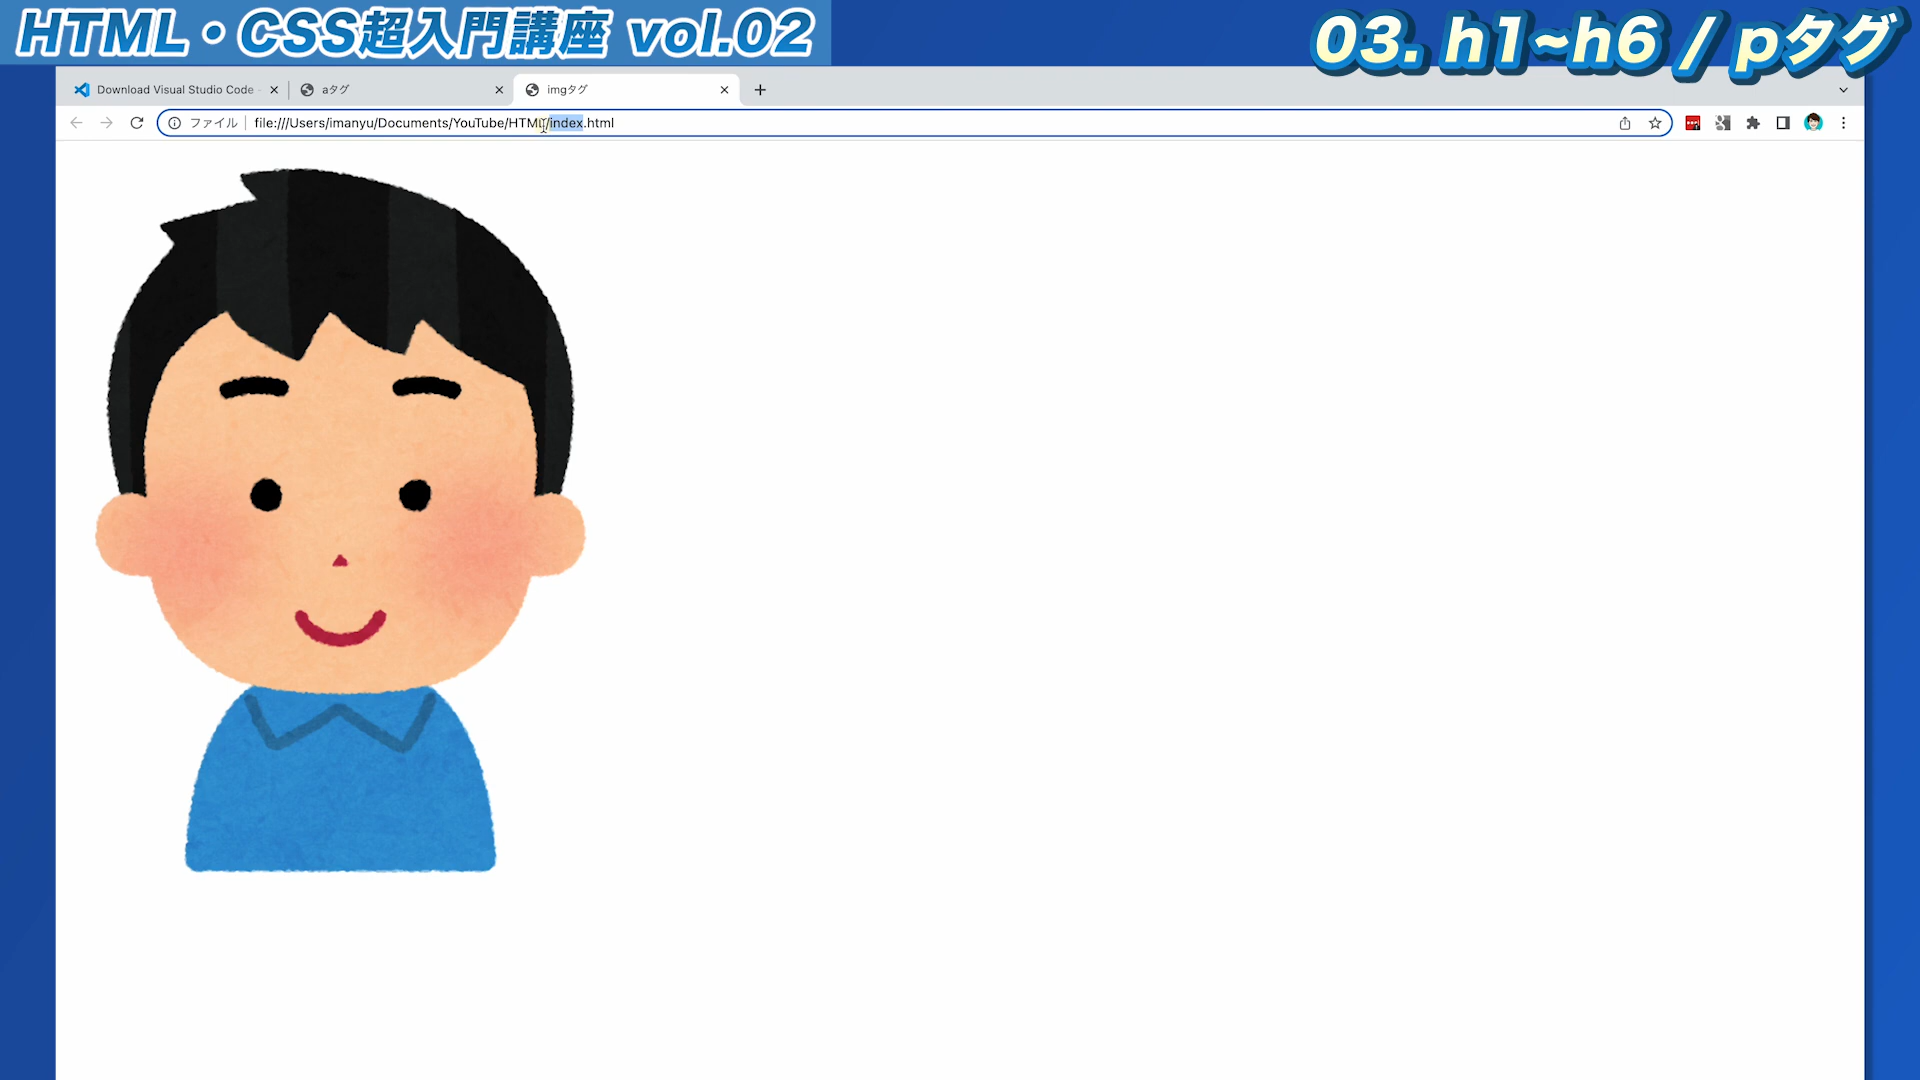 HTML・CSS超入門講座 vol.02
03. h1~h6 / pタグ
Download Visual Studio Code -
aタグ
imgタグ
ファイル
file:///Users/imanyu/Documents/YouTube/HTML/index.html